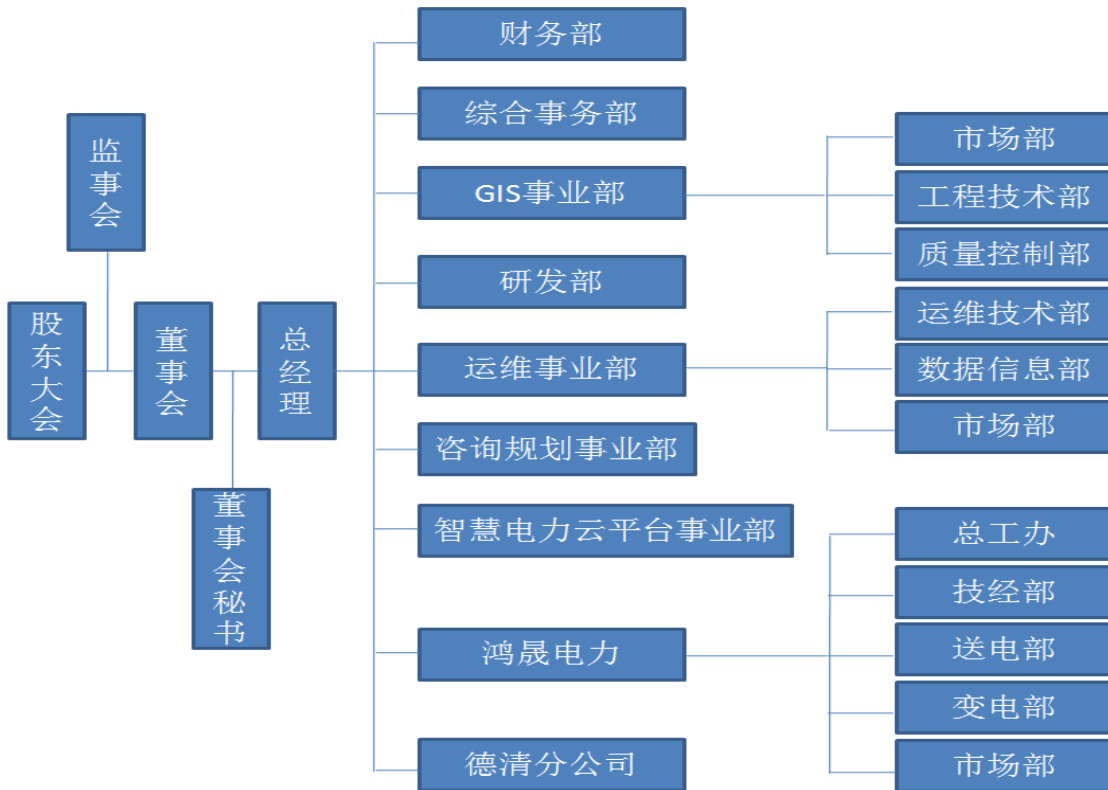 监事会
股东大会
董事会
总经理
董事会秘书
财务部
综合事务部
GIS事业部
研发部
运维事业部
咨询规划事业部
智慧电力云平台事业部
鸿晟电力
德清分公司
市场部
工程技术部
质量控制部
运维技术部
数据信息部
市场部
总工办
技经部
送电部
变电部
市场部